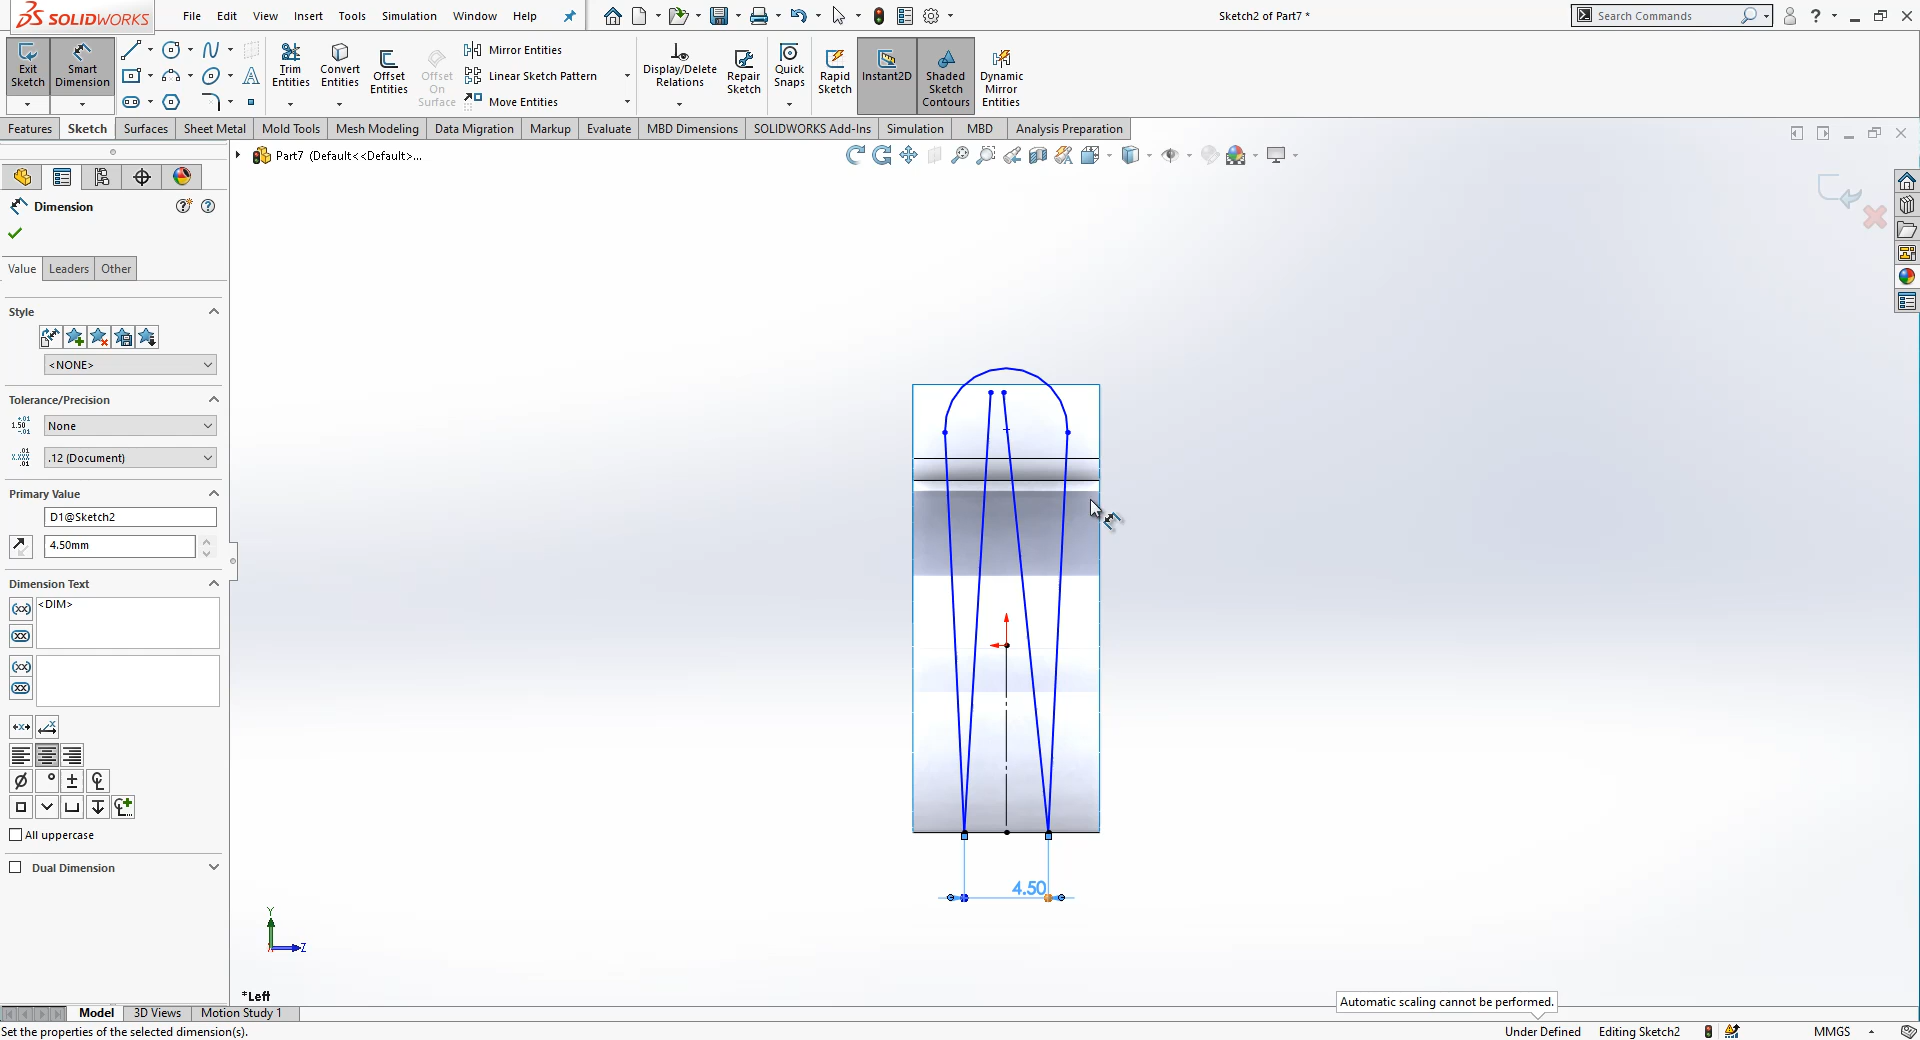 SOLIDWORKS
File Edit View Insert Tools Simulation Window Help
Sketch2 of Part7 *
Search Commands
Exit Sketch
Smart Dimension
Trim Entities
Convert Entities
Offset Entities
Offset On Surface
Mirror Entities
Linear Sketch Pattern
Move Entities
Display/Delete Relations
Repair Sketch
Quick Snaps
Rapid Sketch
Instant2D
Shaded Sketch Contours
Dynamic Mirror Entities
Features Sketch Surfaces Sheet Metal Mold Tools Mesh Modeling Data Migration Markup Evaluate MBD Dimensions SOLIDWORKS Add-Ins Simulation MBD Analysis Preparation
Part7 (Default<<Default>...
Dimension
Value Leaders Other
Style
<NONE>
Tolerance/Precision
None
.12 (Document)
Primary Value
D1@Sketch2
4.50mm
Dimension Text
<DIM>
All uppercase
Dual Dimension
4.50
Y
Z
*Left
Automatic scaling cannot be performed.
Model 3D Views Motion Study 1
Set the properties of the selected dimension(s).
Under Defined Editing Sketch2 MMGS